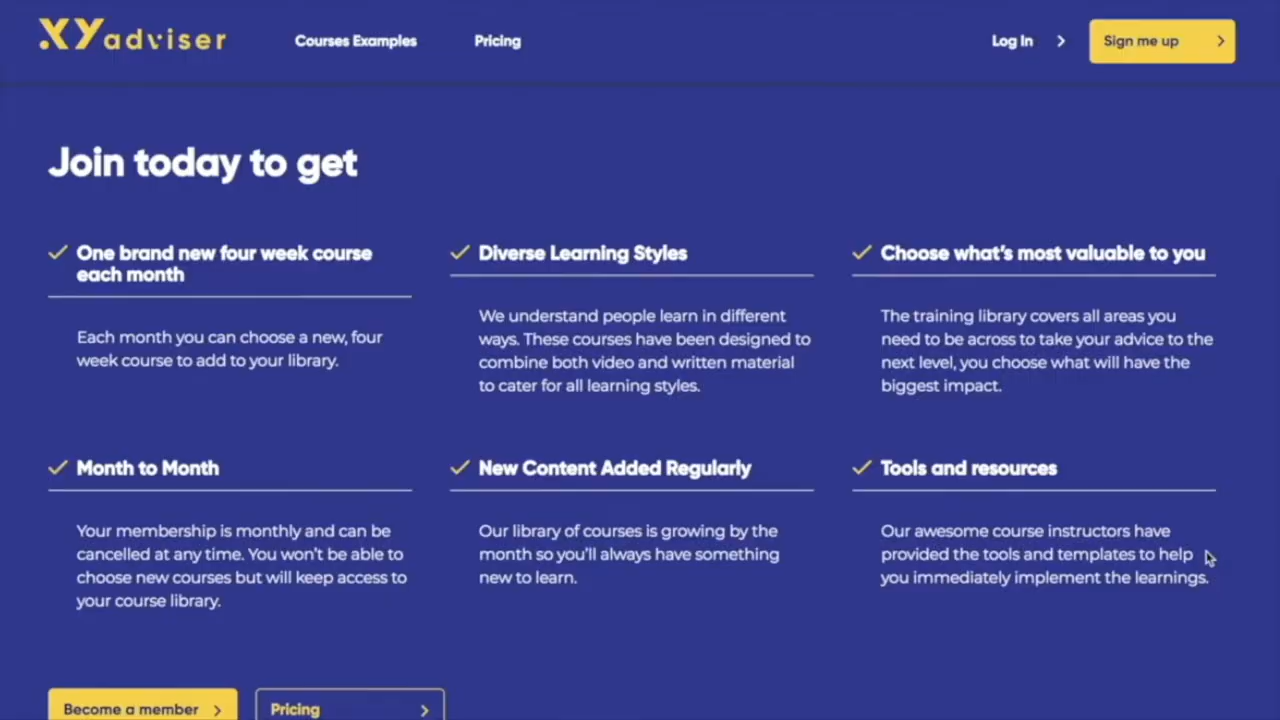 XY adviser
Courses Examples
Pricing
Log In
Sign me up
Join today to get
One brand new four week course
each month
Each month you can choose a new, four
week course to add to your library.
Diverse Learning Styles
We understand people learn in different
ways. These courses have been designed to
combine both video and written material
to cater for all learning styles.
Choose what's most valuable to you
The training library covers all areas you
need to be across to take your advice to the
next level, you choose what will have the
biggest impact.
Month to Month
Your membership is monthly and can be
cancelled at any time. You won't be able to
choose new courses but will keep access to
your course library.
New Content Added Regularly
Our library of courses is growing by the
month so you'll always have something
new to learn.
Tools and resources
Our awesome course instructors have
provided the tools and templates to help
you immediately implement the learnings.
Become a member
Pricing